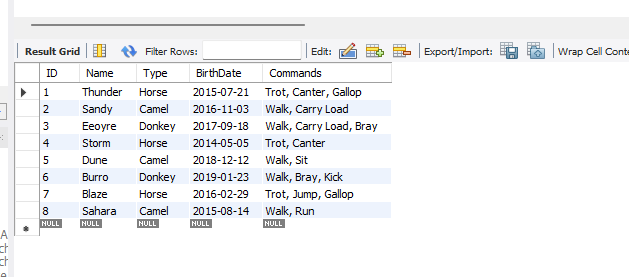 Result Grid Filter Rows: Edit: Export/Import: Wrap Cell Conte
ID Name Type BirthDate Commands
1 Thunder Horse 2015-07-21 Trot, Canter, Gallop
2 Sandy Camel 2016-11-03 Walk, Carry Load
3 Eeoyre Donkey 2017-09-18 Walk, Carry Load, Bray
4 Storm Horse 2014-05-05 Trot, Canter
5 Dune Camel 2018-12-12 Walk, Sit
6 Burro Donkey 2019-01-23 Walk, Bray, Kick
7 Blaze Horse 2016-02-29 Trot, Jump, Gallop
8 Sahara Camel 2015-08-14 Walk, Run
NULL NULL NULL NULL NULL
A
ch
ch
e